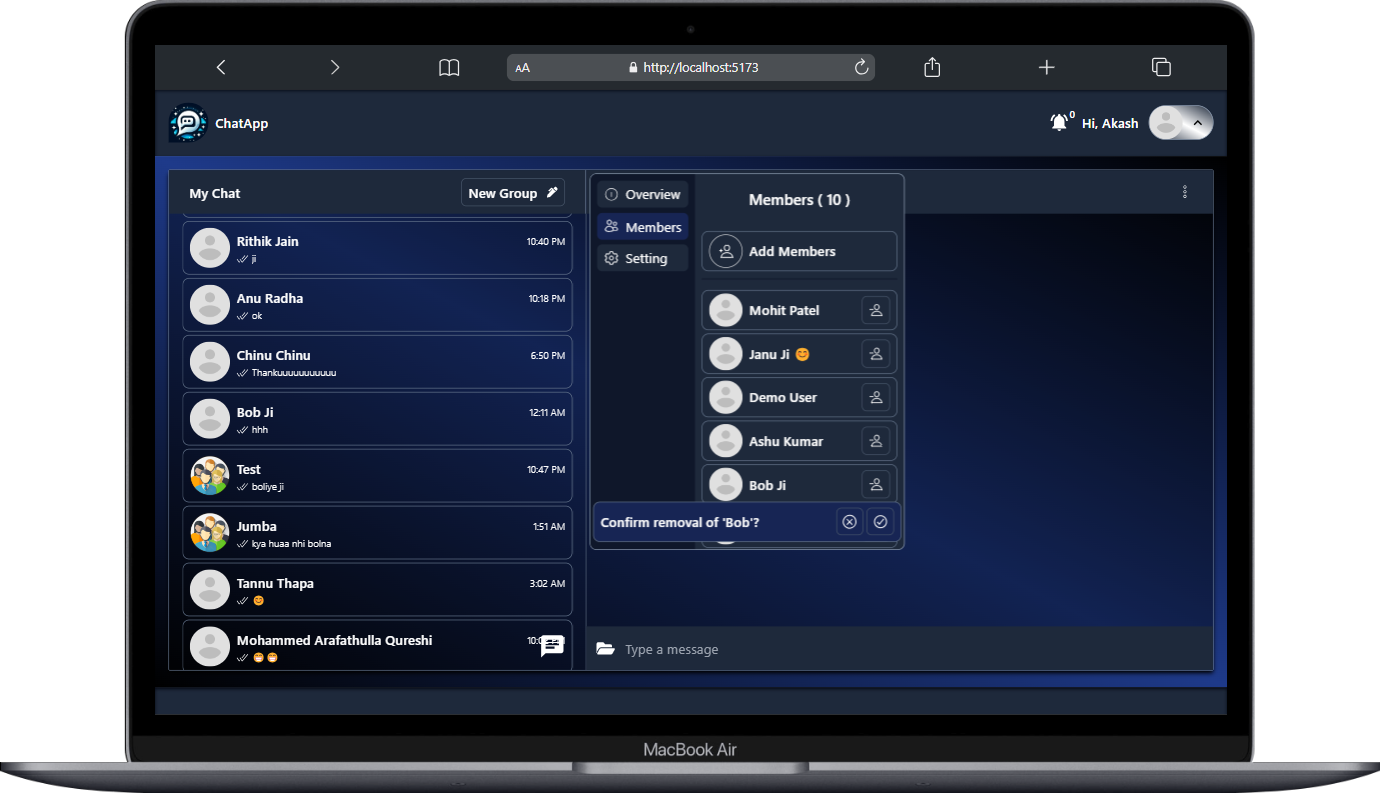 AA http://localhost:5173
ChatApp
0 Hi, Akash
My Chat
New Group
Rithik Jain 10:40 PM
ji
Anu Radha 10:18 PM
ok
Chinu Chinu 6:50 PM
Thankuuuuuuuuuuu
Bob Ji 12:11 AM
hhh
Test 10:47 PM
boliye ji
Jumba 1:51 AM
kya huaa nhi bolna
Tannu Thapa 3:02 AM
😊
Mohammed Arafathulla Qureshi
😁😁
Overview
Members
Setting
Members ( 10 )
Add Members
Mohit Patel
Janu Ji 😊
Demo User
Ashu Kumar
Bob Ji
Confirm removal of 'Bob'?
Type a message
MacBook Air